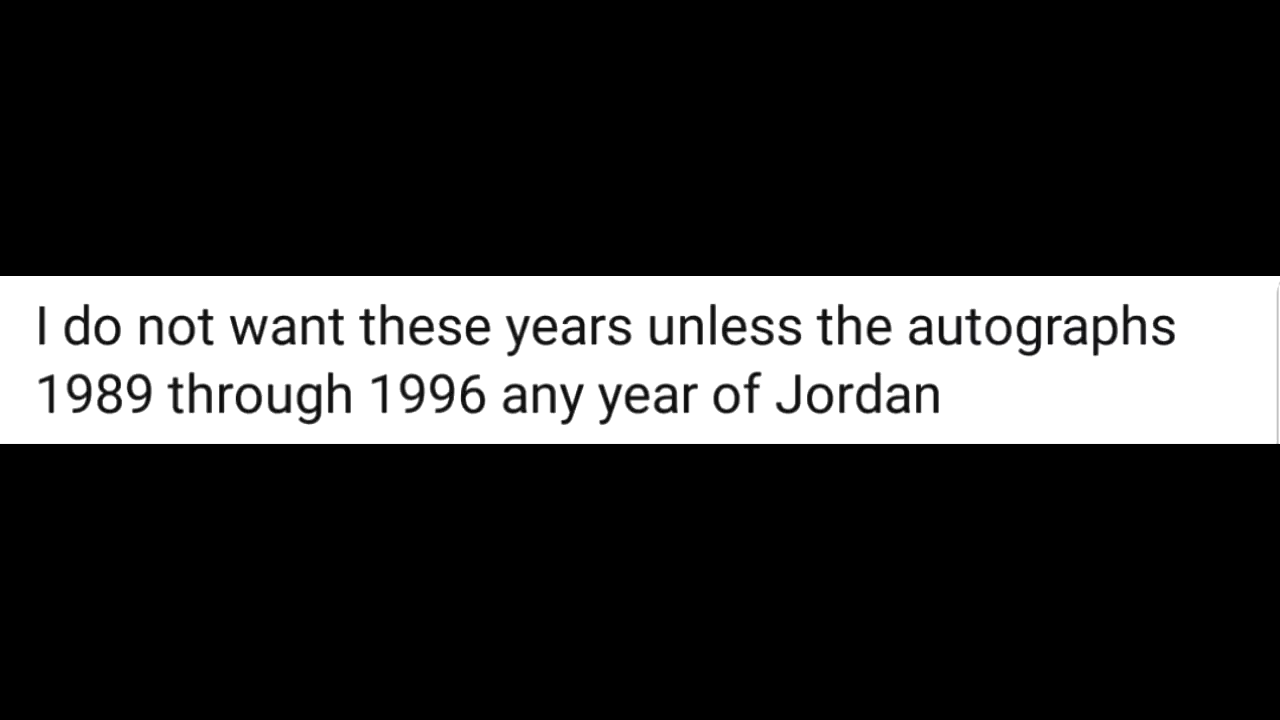 I do not want these years unless the autographs
1989 through 1996 any year of Jordan